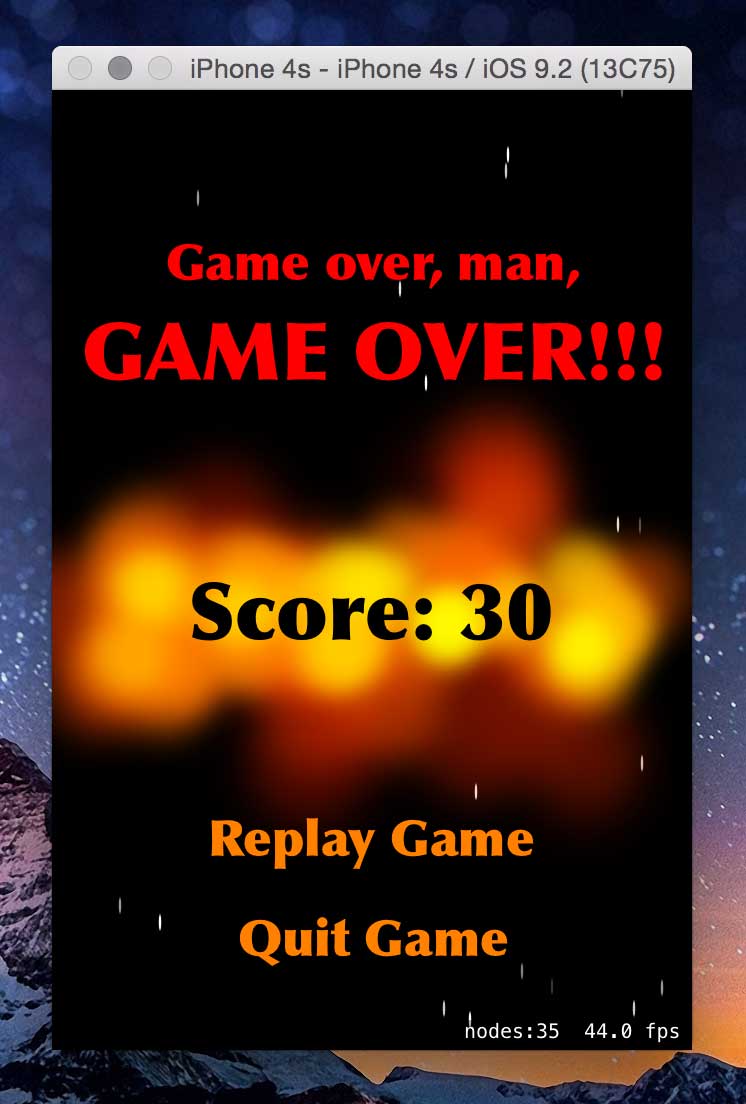 iPhone 4s - iPhone 4s / iOS 9.2 (13C75)
Game over, man,
GAME OVER!!!
Score: 30
Replay Game
Quit Game
nodes:35 44.0 fps